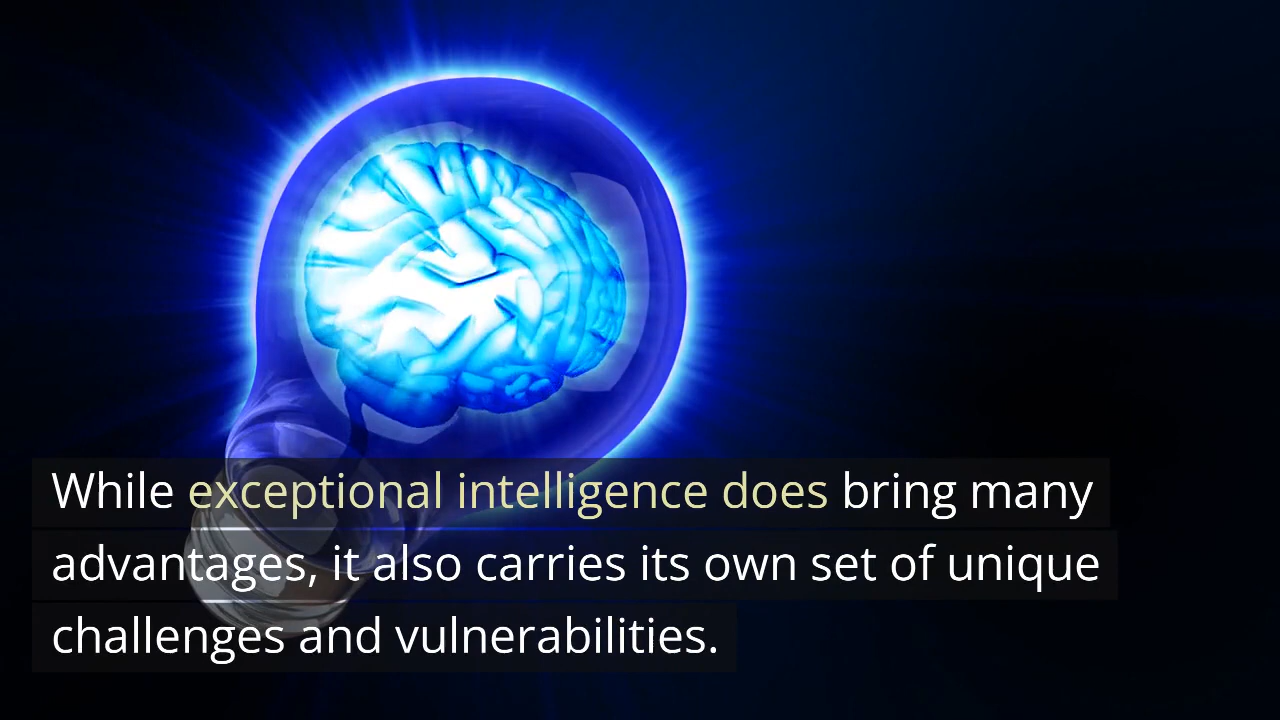 While exceptional intelligence does bring many
advantages, it also carries its own set of unique
challenges and vulnerabilities.